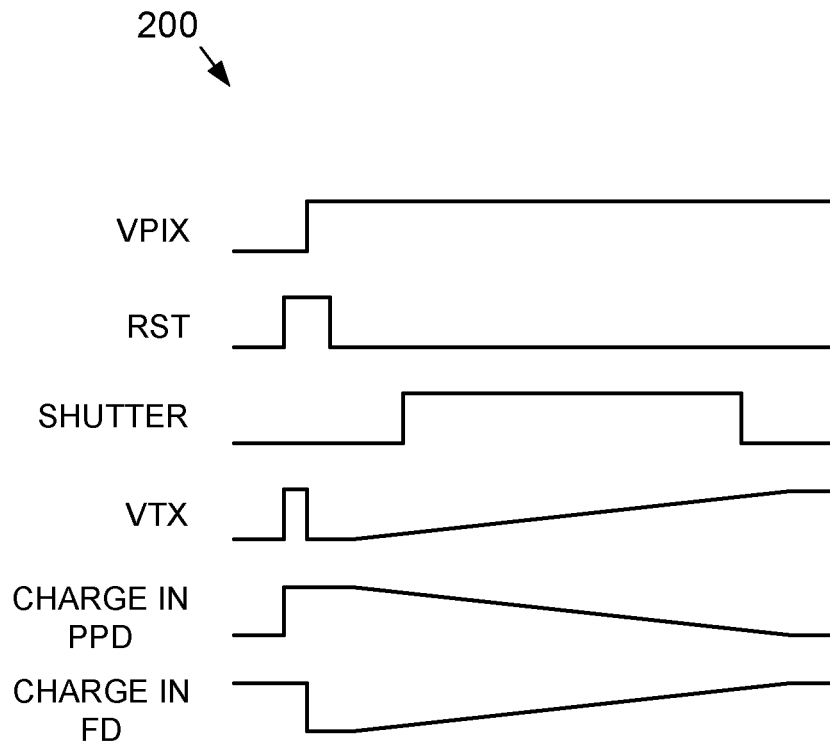 200
VPIX
RST
SHUTTER
VTX
CHARGE IN
PPD
CHARGE IN
FD